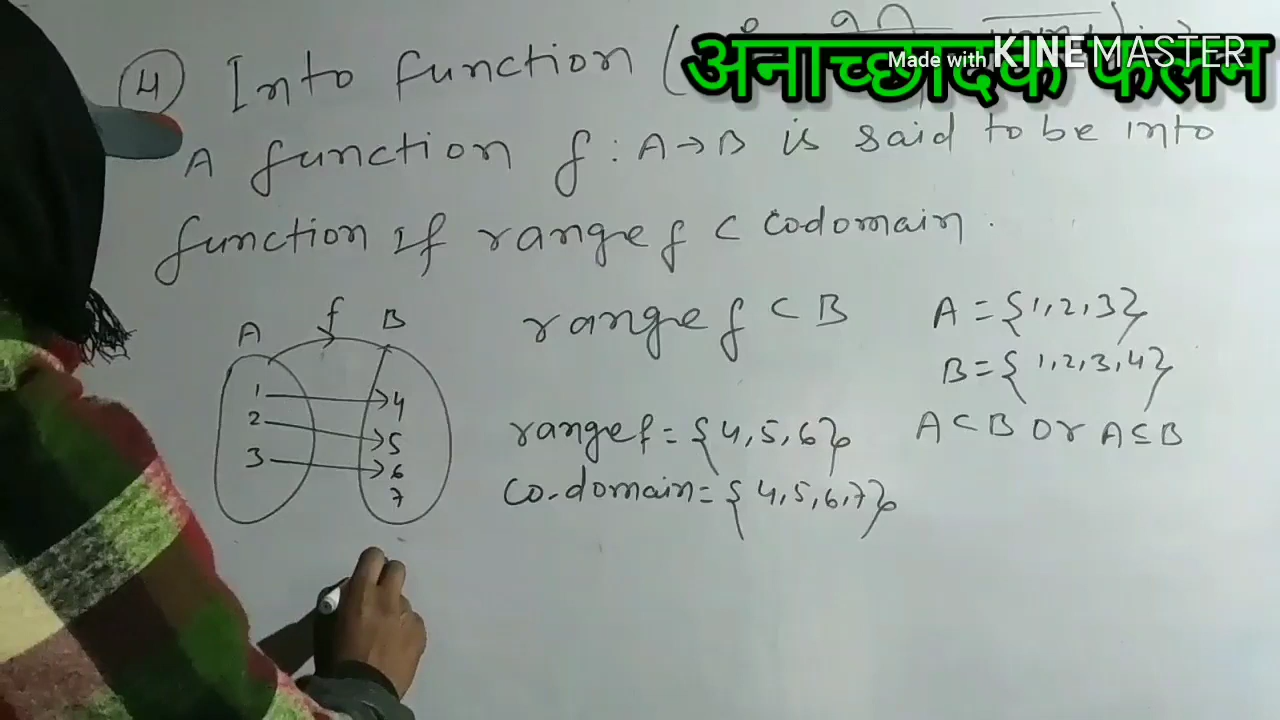 ④ Into function (
अनाच्छादक फलन
Made with KINEMASTER
A function f : A→B is said to be into
function if range f ⊂ Codomain.
range f ⊂ B
A = {1,2,3}
B = {1,2,3,4}
A⊂B or A⊆B
A f B
1 4
2 5
3 6
7
range f = {4,5,6}
Co-domain = {4,5,6,7}